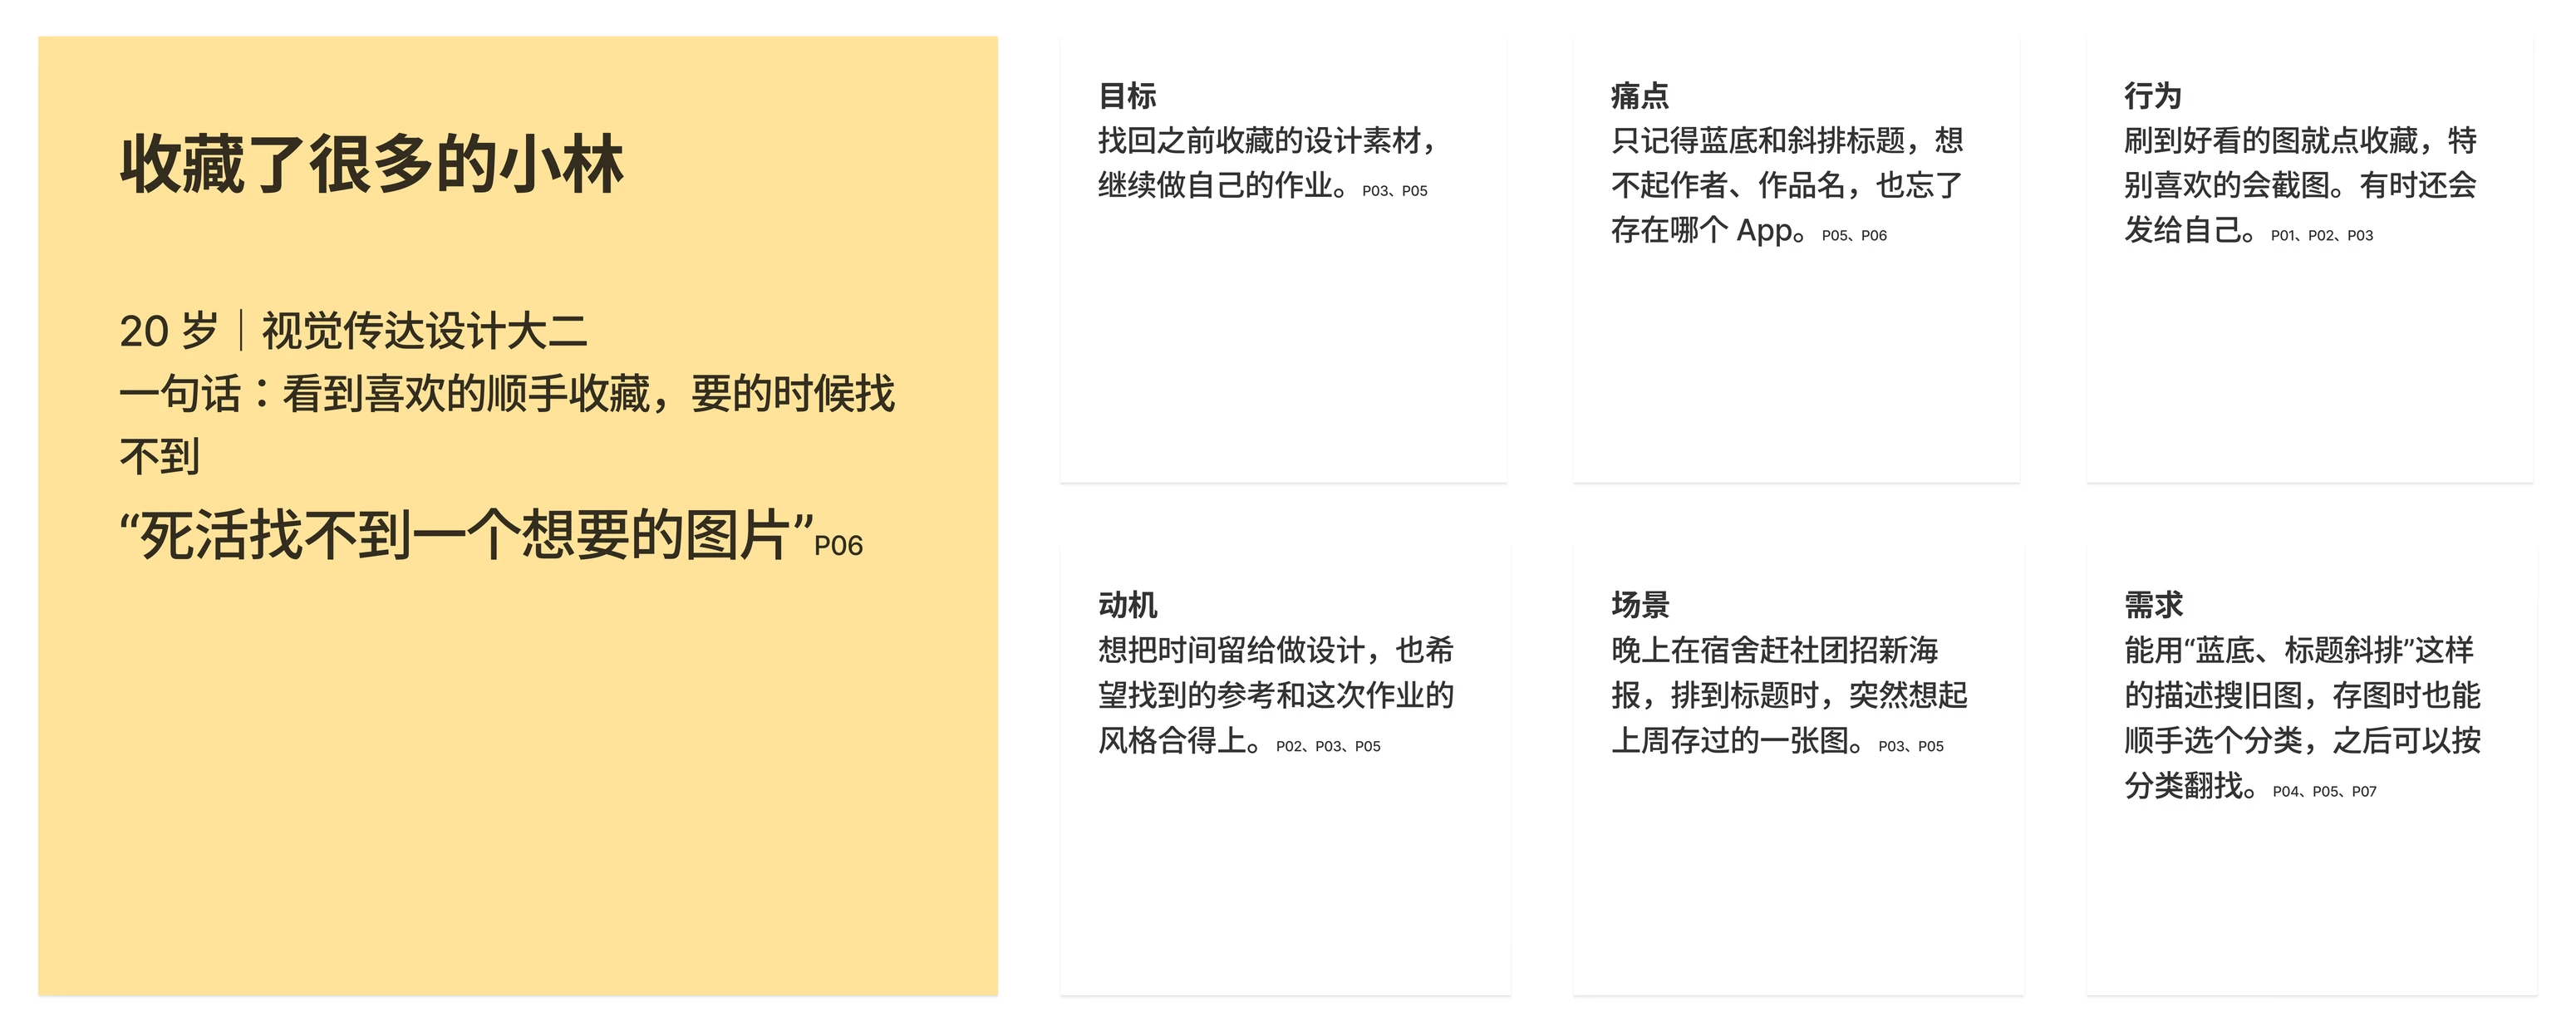 收藏了很多的小林
20 岁｜视觉传达设计大二
一句话：看到喜欢的顺手收藏，要的时候找
不到
“死活找不到一个想要的图片”P06
目标
找回之前收藏的设计素材，
继续做自己的作业。 P03、P05
痛点
只记得蓝底和斜排标题，想
不起作者、作品名，也忘了
存在哪个 App。 P05、P06
行为
刷到好看的图就点收藏，特
别喜欢的会截图。有时还会
发给自己。 P01、P02、P03
动机
想把时间留给做设计，也希
望找到的参考和这次作业的
风格合得上。 P02、P03、P05
场景
晚上在宿舍赶社团招新海
报，排到标题时，突然想起
上周存过的一张图。 P03、P05
需求
能用“蓝底、标题斜排”这样
的描述搜旧图，存图时也能
顺手选个分类，之后可以按
分类翻找。 P04、P05、P07